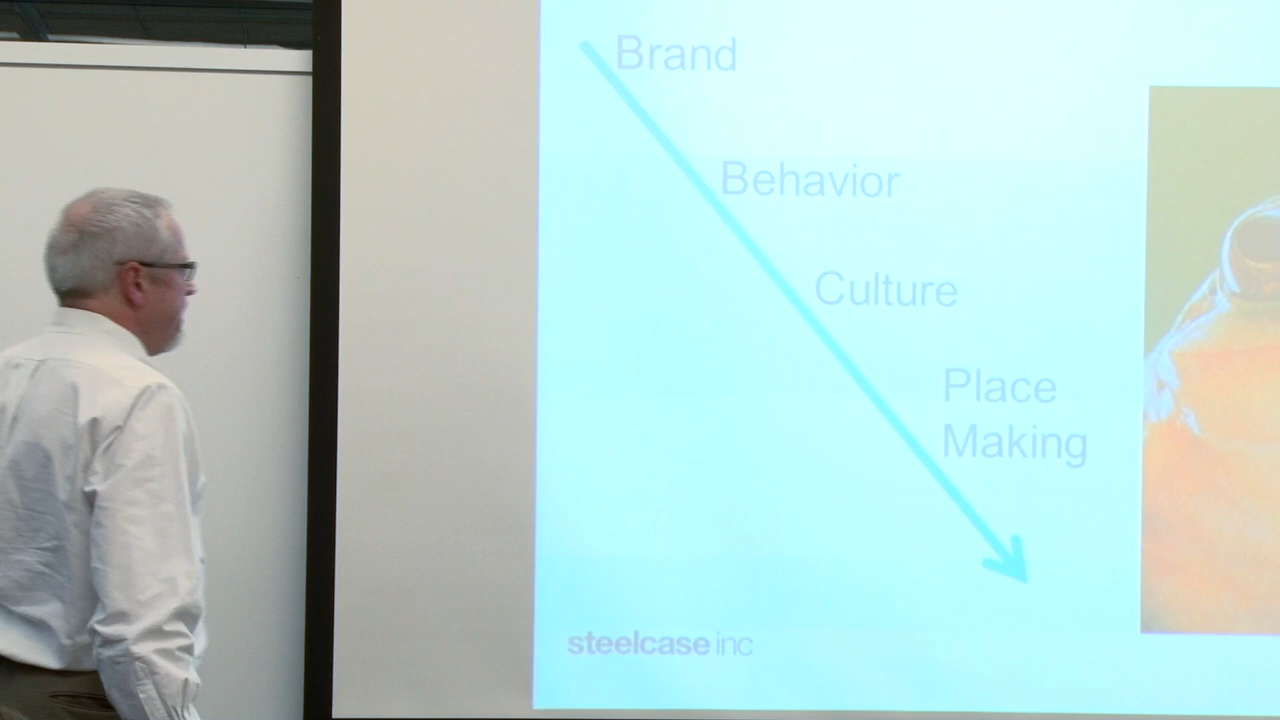 Brand
Behavior
Culture
Place
Making
steelcase inc